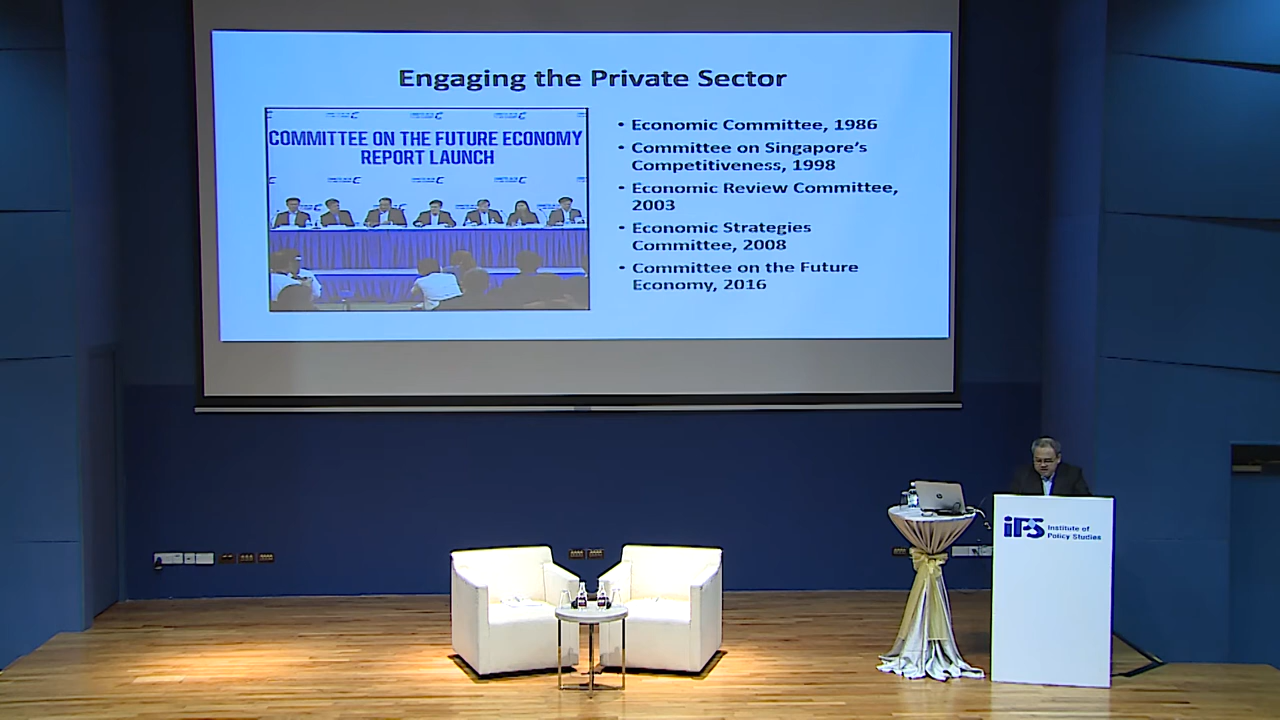 Engaging the Private Sector
COMMITTEE ON THE FUTURE ECONOMY
REPORT LAUNCH
• Economic Committee, 1986
• Committee on Singapore's
Competitiveness, 1998
• Economic Review Committee,
2003
• Economic Strategies
Committee, 2008
• Committee on the Future
Economy, 2016
iPS Institute of
Policy Studies